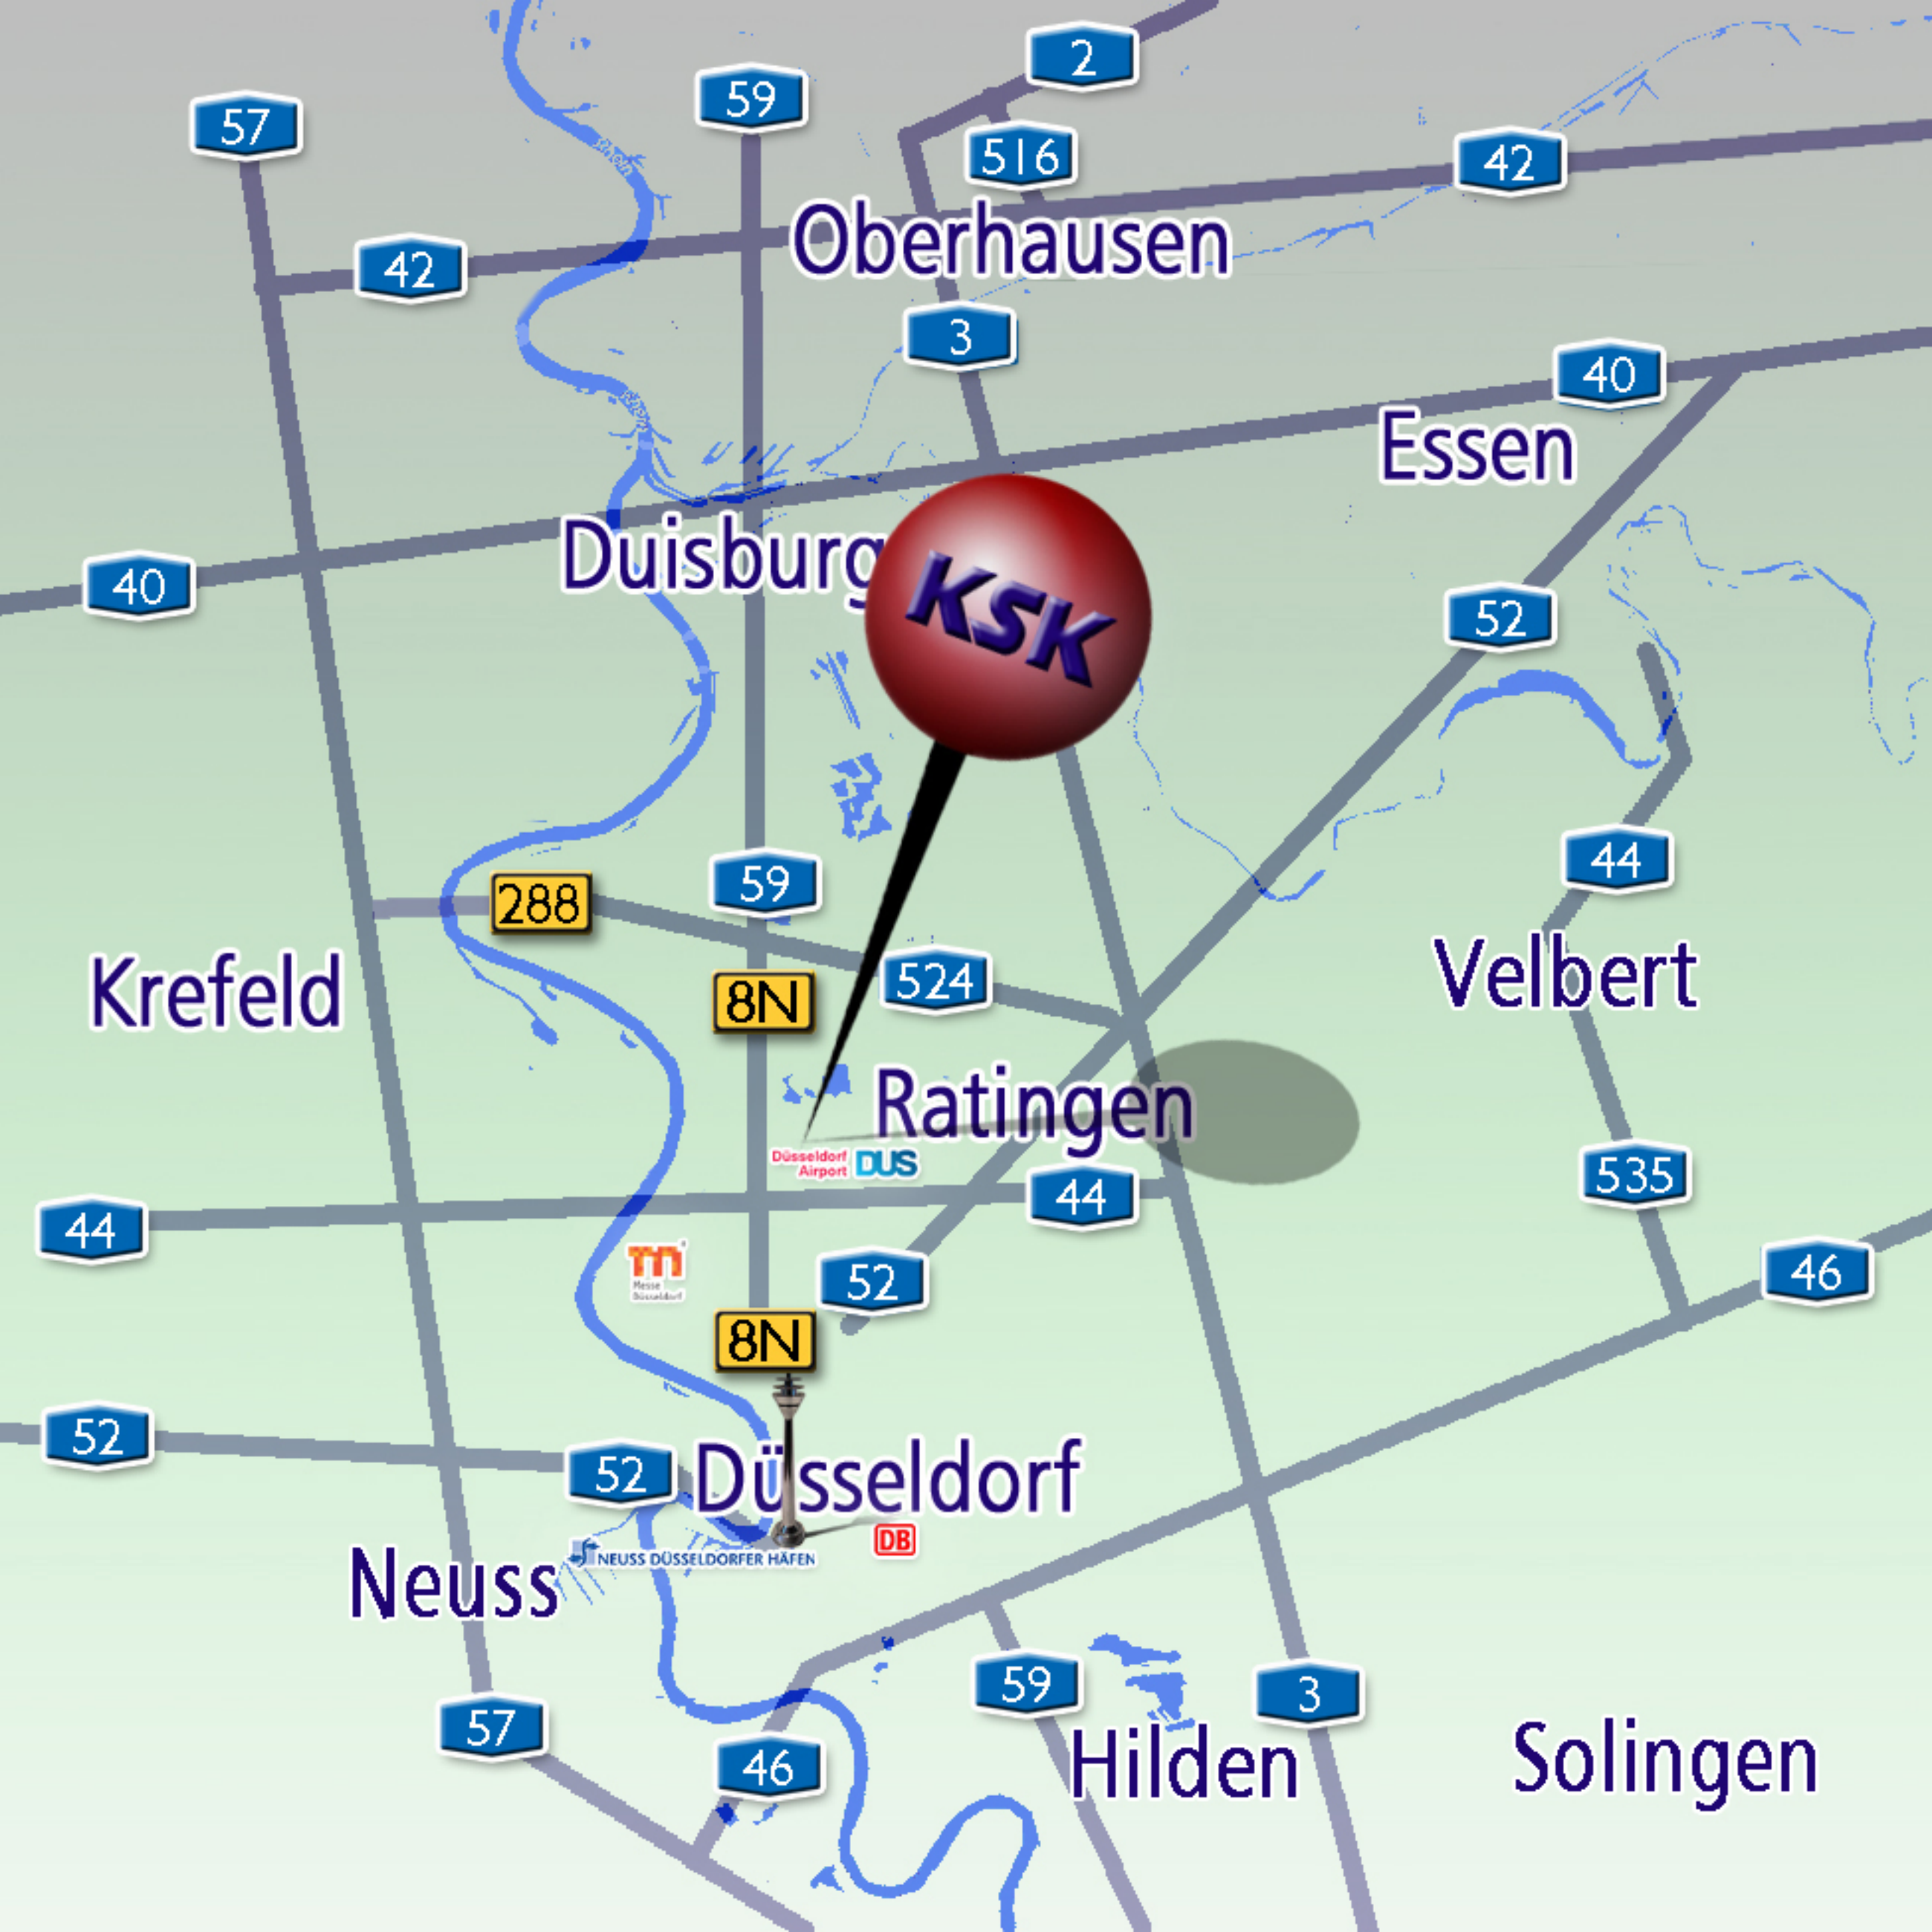 2
59
57
516
42
Oberhausen
42
3
40
Essen
Duisburg
40
KSK
52
44
59
288
Velbert
Krefeld
524
8N
Ratingen
Düsseldorf
Airport DUS
535
44
44
Messe
Düsseldorf
52
46
8N
52
52
Düsseldorf
DB
NEUSS DÜSSELDORFER HÄFEN
Neuss
59
3
57
46
Hilden
Solingen